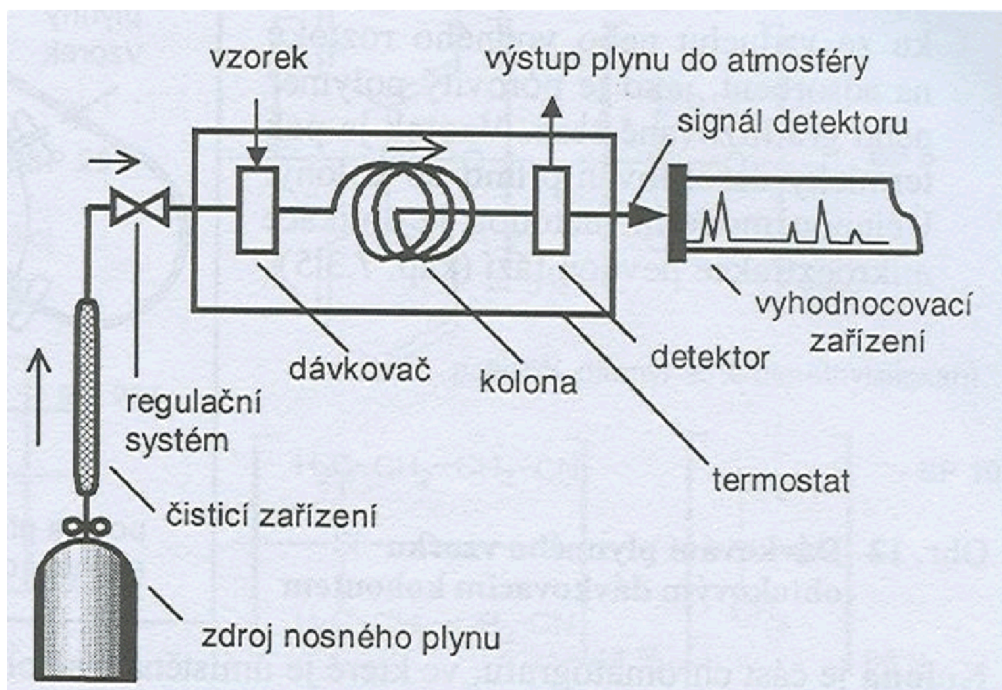 vzorek
výstup plynu do atmosféry
signál detektoru
vyhodnocovací
zařízení
dávkovač
kolona
detektor
regulační
systém
termostat
čisticí zařízení
zdroj nosného plynu